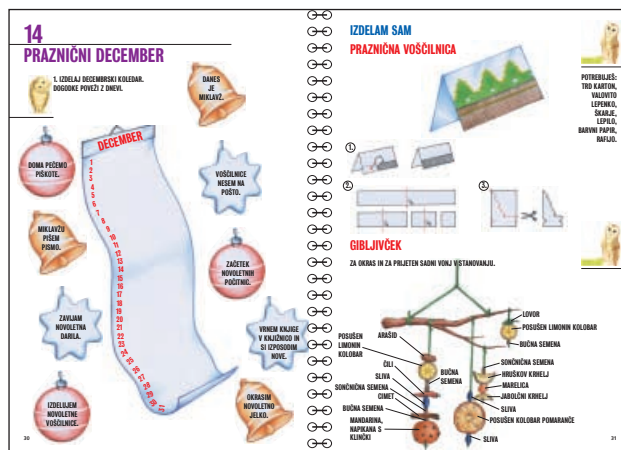 14
PRAZNIČNI DECEMBER
1. IZDELAJ DECEMBRSKI KOLEDAR.
DOGODKE POVEŽI Z DNEVI.
DANES
JE
MIKLAVŽ.
DECEMBER
1
2
3
4
5
6
7
8
9
10
11
12
13
14
15
16
17
18
19
20
21
22
23
24
25
26
27
28
29
30
31
DOMA PEČEMO
PIŠKOTE.
VOŠČILNICE
NESEM NA
POŠTO.
MIKLAVŽU
PIŠEM
PISMO.
ZAČETEK
NOVOLETNIH
POČITNIC.
ZAVIJAM
NOVOLETNA
DARILA.
VRNEM KNJIGE
V KNJIŽNICO IN
SI IZPOSODIM
NOVE.
IZDELUJEM
NOVOLETNE
VOŠČILNICE.
OKRASIM
NOVOLETNO
JELKO.
30
IZDELAM SAM
PRAZNIČNA VOŠČILNICA
POTREBUJEŠ:
TRD KARTON,
VALOVITO
LEPENKO,
ŠKARJE,
LEPILO,
BARVNI PAPIR,
RAFIJO.
1.
2.
3.
GIBLJIVČEK
ZA OKRAS IN ZA PRIJETEN SADNI VONJ V STANOVANJU.
LOVOR
POSUŠEN LIMONIN KOLOBAR
BUČNA SEMENA
ARAŠID
POSUŠEN
LIMONIN
KOLOBAR
BUČNA
SEMENA
SONČNIČNA SEMENA
HRUŠKOV KRHELJ
MARELICA
JABOLČNI KRHELJ
SLIVA
POSUŠEN KOLOBAR POMARANČE
SLIVA
ČILI
SLIVA
SONČNIČNA SEMENA
CIMET
BUČNA SEMENA
MANDARINA,
NAPIKANA S
KLINČKI
31